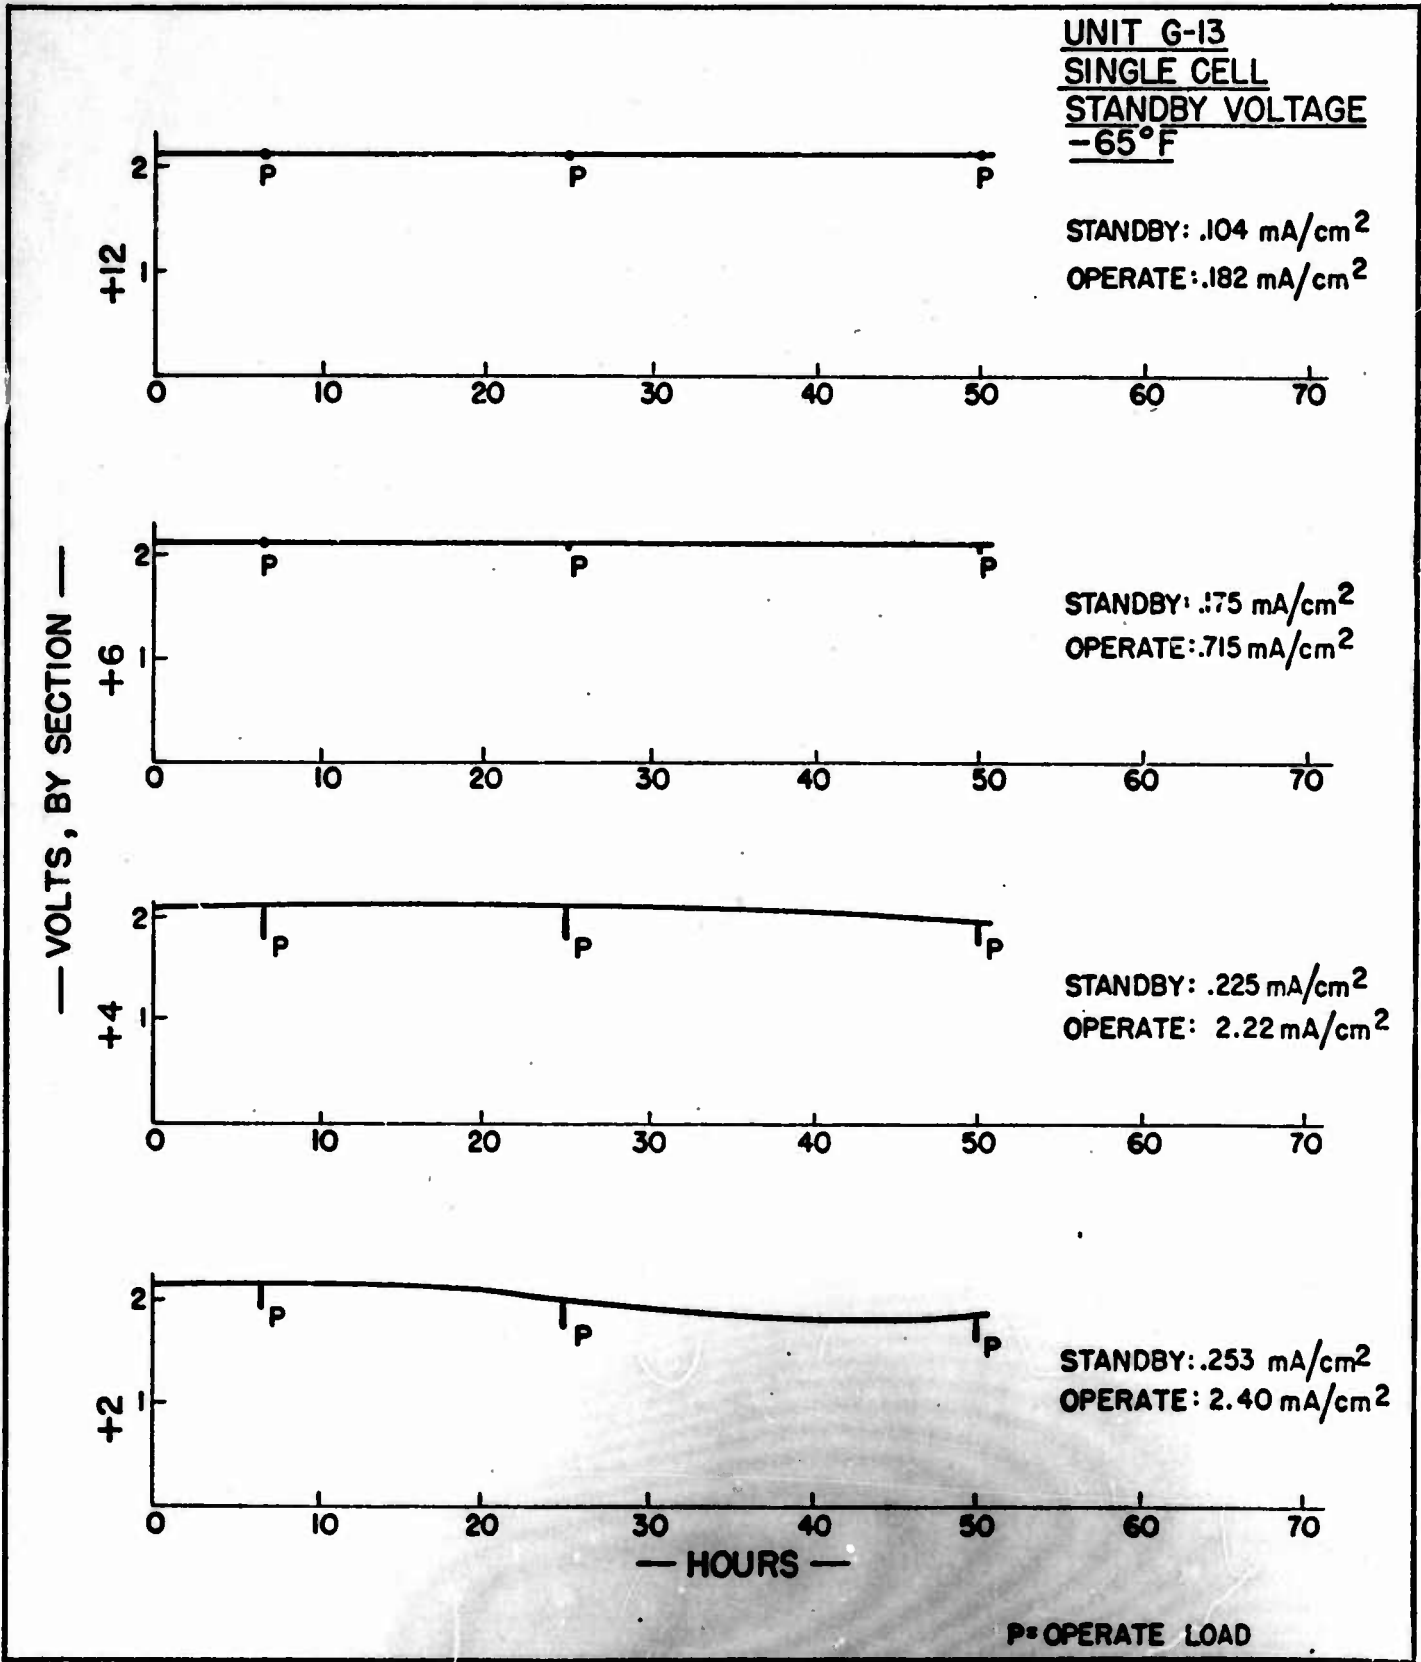 UNIT G-13
SINGLE CELL
STANDBY VOLTAGE
-65°F
2
P P P
+12
1
STANDBY: .104 mA/cm2
OPERATE: .182 mA/cm2
0 10 20 30 40 50 60 70
2
P P P
+6
1
STANDBY: .175 mA/cm2
OPERATE: .715 mA/cm2
0 10 20 30 40 50 60 70
— VOLTS, BY SECTION —
2
P P P
+4
1
STANDBY: .225 mA/cm2
OPERATE: 2.22 mA/cm2
0 10 20 30 40 50 60 70
2
P P P
+2
1
STANDBY: .253 mA/cm2
OPERATE: 2.40 mA/cm2
0 10 20 30 40 50 60 70
— HOURS —
P= OPERATE LOAD